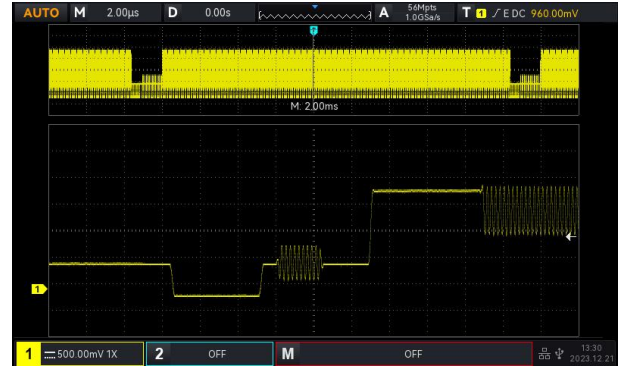 AUTO M 2.00μs D 0.00s A 56Mpts 1.0GSa/s T 1 E DC 960.00mV
T
M: 2.00ms
1
1 500.00mV 1X 2 OFF M OFF 13:30
2023.12.21